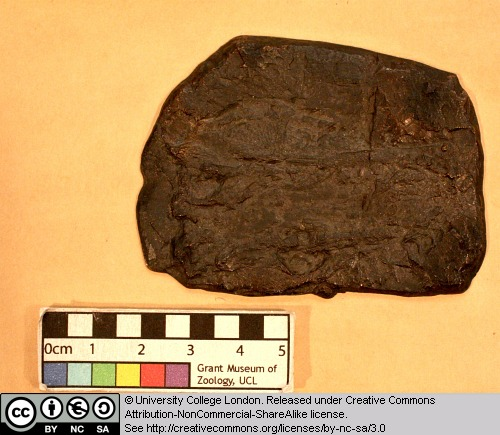 0cm 1 2 3 4 5
Grant Museum of
Zoology, UCL
cc
BY NC SA
© University College London. Released under Creative Commons
Attribution-NonCommercial-ShareAlike license.
See http://creativecommons.org/licenses/by-nc-sa/3.0